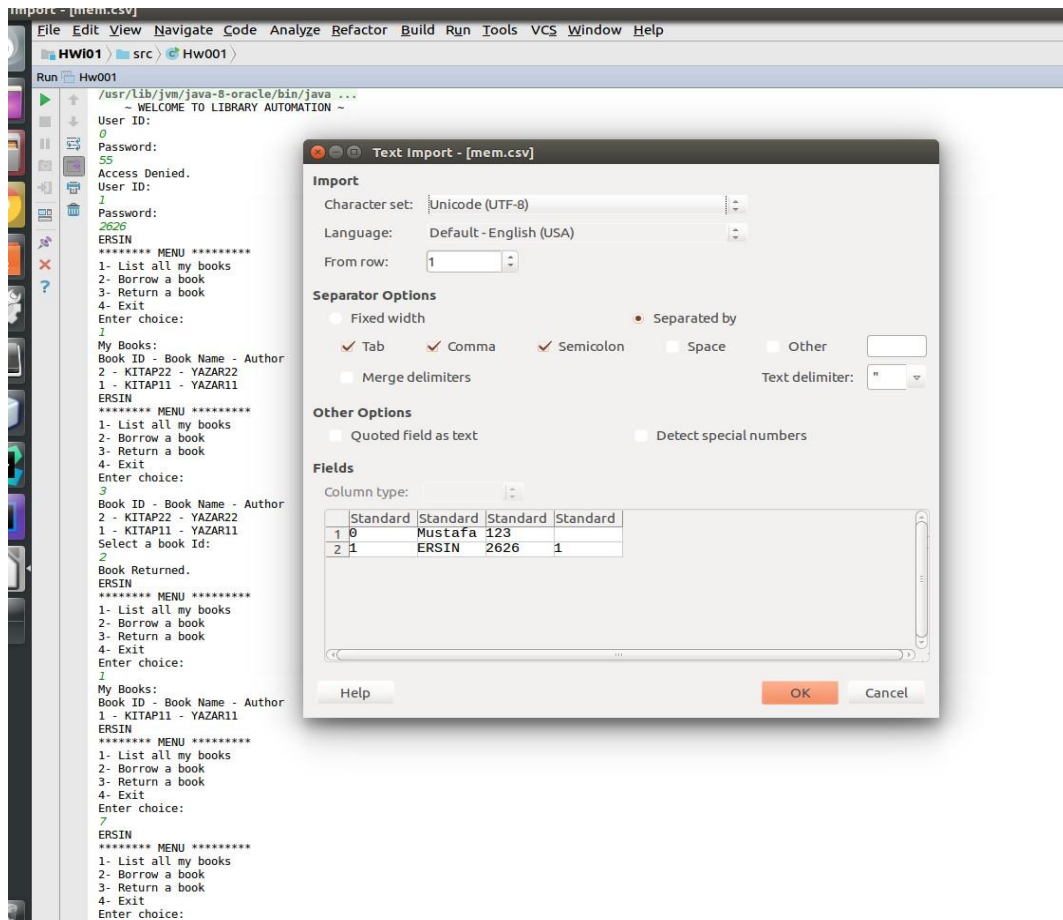 Import - [mem.csv]
File Edit View Navigate Code Analyze Refactor Build Run Tools VCS Window Help
HWi01 src Hw001
Run Hw001
/usr/lib/jvm/java-8-oracle/bin/java ...
~ WELCOME TO LIBRARY AUTOMATION ~
User ID:
0
Password:
55
Access Denied.
User ID:
1
Password:
2626
ERSIN
******** MENU *********
1- List all my books
2- Borrow a book
3- Return a book
4- Exit
Enter choice:
1
My Books:
Book ID - Book Name - Author
2 - KITAP22 - YAZAR22
1 - KITAP11 - YAZAR11
ERSIN
******** MENU *********
1- List all my books
2- Borrow a book
3- Return a book
4- Exit
Enter choice:
3
Book ID - Book Name - Author
2 - KITAP22 - YAZAR22
1 - KITAP11 - YAZAR11
Select a book Id:
2
Book Returned.
ERSIN
******** MENU *********
1- List all my books
2- Borrow a book
3- Return a book
4- Exit
Enter choice:
1
My Books:
Book ID - Book Name - Author
1 - KITAP11 - YAZAR11
ERSIN
******** MENU *********
1- List all my books
2- Borrow a book
3- Return a book
4- Exit
Enter choice:
7
ERSIN
******** MENU *********
1- List all my books
2- Borrow a book
3- Return a book
4- Exit
Enter choice:
Text Import - [mem.csv]
Import
Character set: Unicode (UTF-8)
Language: Default - English (USA)
From row: 1
Separator Options
Fixed width Separated by
Tab Comma Semicolon Space Other
Merge delimiters Text delimiter: "
Other Options
Quoted field as text Detect special numbers
Fields
Column type:
Standard Standard Standard Standard
1 0 Mustafa 123
2 1 ERSIN 2626 1
Help OK Cancel